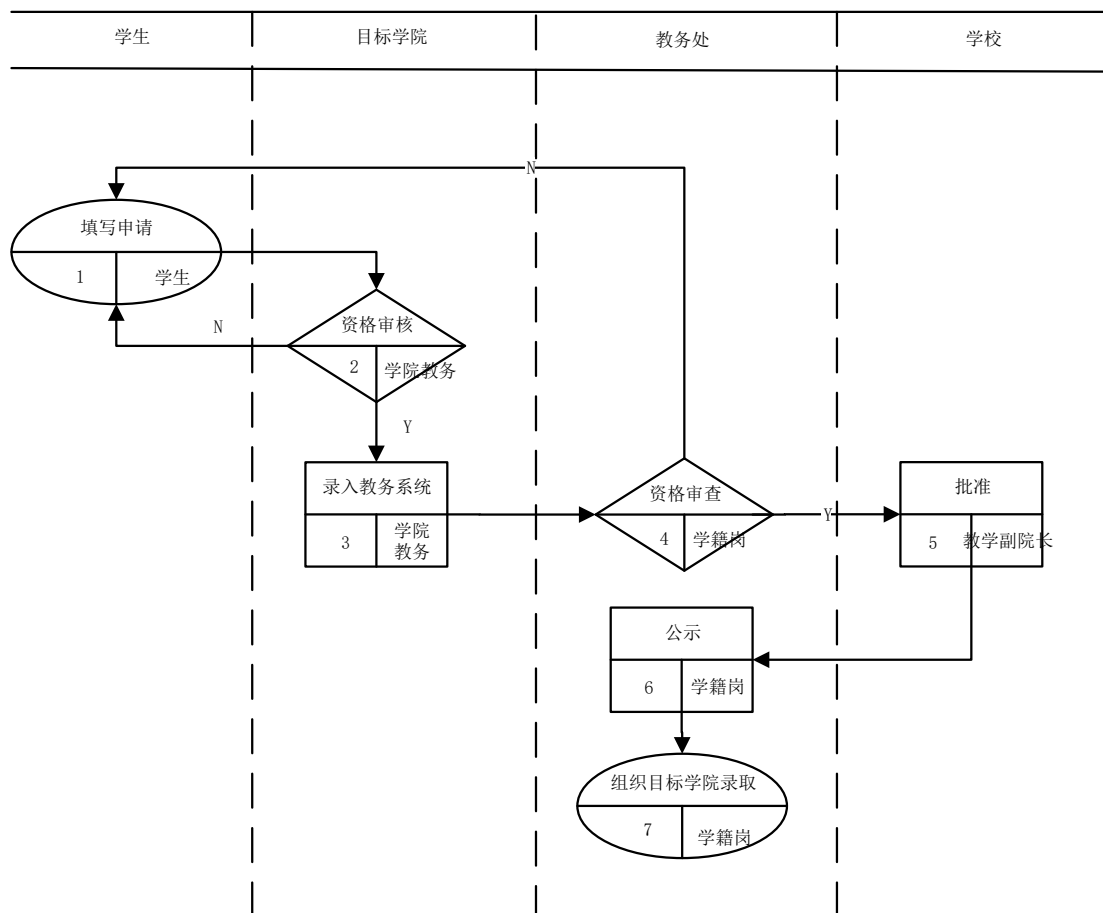 学生
目标学院
教务处
学校
N
填写申请
1
学生
N
资格审核
2
学院教务
Y
录入教务系统
3
学院
教务
资格审查
4
学籍岗
Y
批准
5
教学副院长
公示
6
学籍岗
组织目标学院录取
7
学籍岗